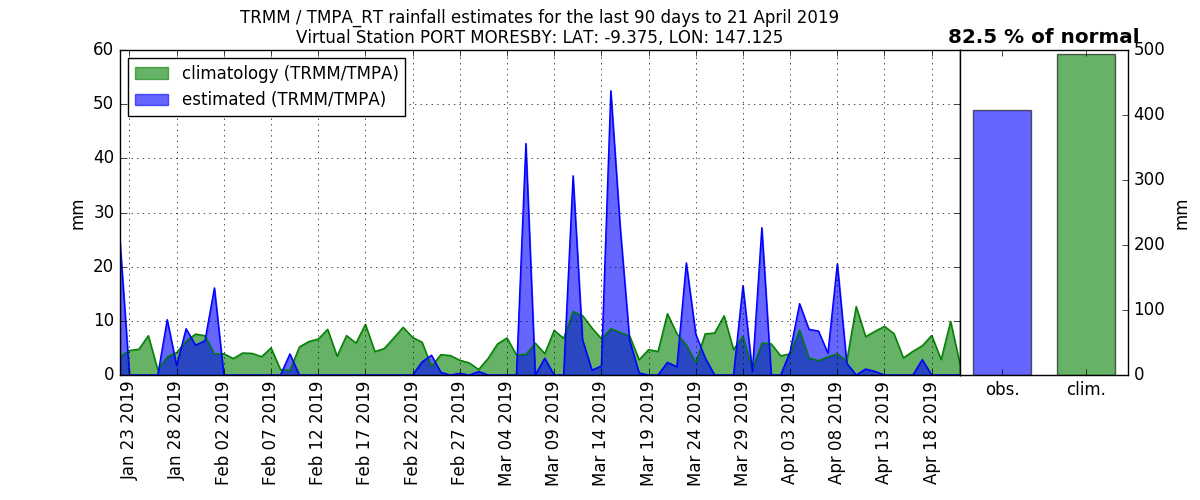 TRMM / TMPA_RT rainfall estimates for the last 90 days to 21 April 2019
Virtual Station PORT MORESBY: LAT: -9.375, LON: 147.125
82.5 % of normal
climatology (TRMM/TMPA)
estimated (TRMM/TMPA)
mm
60
50
40
30
20
10
0
Jan 23 2019
Jan 28 2019
Feb 02 2019
Feb 07 2019
Feb 12 2019
Feb 17 2019
Feb 22 2019
Feb 27 2019
Mar 04 2019
Mar 09 2019
Mar 14 2019
Mar 19 2019
Mar 24 2019
Mar 29 2019
Apr 03 2019
Apr 08 2019
Apr 13 2019
Apr 18 2019
obs.
clim.
500
400
300
200
100
0
mm